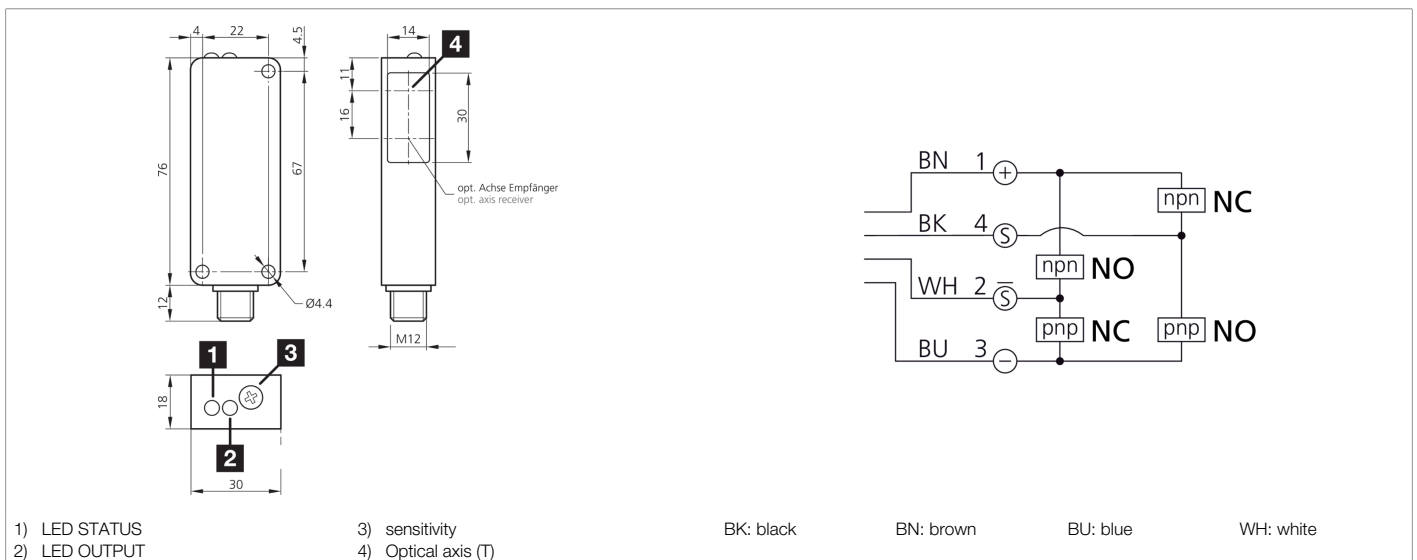 4 22 4.5
14 4
11
16 30
76 67
opt. Achse Empfänger
opt. axis receiver
12 Ø4.4
M12
1 3
18
2
30
BN 1 +
npn NC
BK 4 S
npn NO
WH 2 S̅
pnp NC pnp NO
BU 3 −
1) LED STATUS 3) sensitivity BK: black BN: brown BU: blue WH: white
2) LED OUTPUT 4) Optical axis (T)